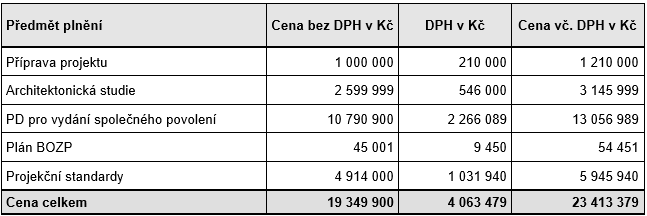 Předmět plnění Cena bez DPH v Kč DPH v Kč Cena vč. DPH v Kč
Příprava projektu 1 000 000 210 000 1 210 000
Architektonická studie 2 599 999 546 000 3 145 999
PD pro vydání společného povolení 10 790 900 2 266 089 13 056 989
Plán BOZP 45 001 9 450 54 451
Projekční standardy 4 914 000 1 031 940 5 945 940
Cena celkem 19 349 900 4 063 479 23 413 379